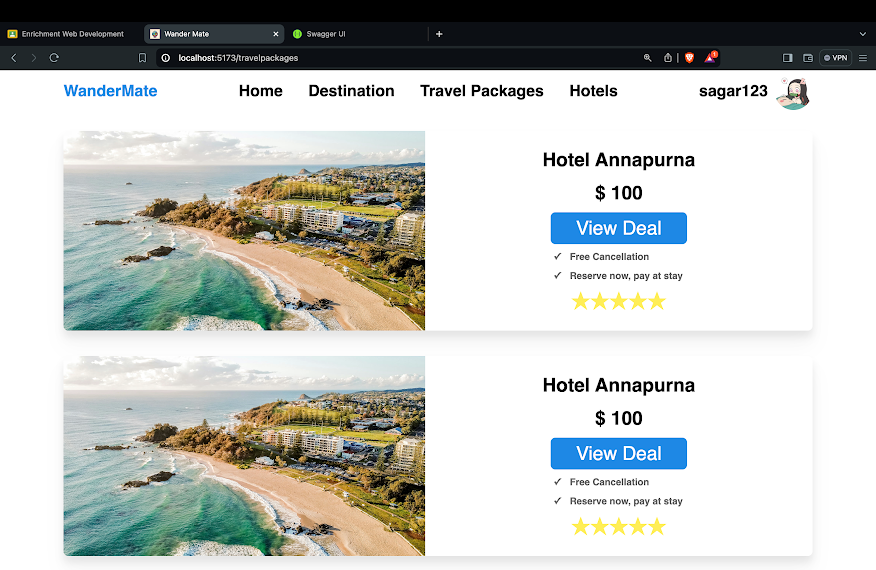 Enrichment Web Development
Wander Mate
Swagger UI
localhost:5173/travelpackages
1
VPN
WanderMate
Home
Destination
Travel Packages
Hotels
sagar123
Hotel Annapurna
$ 100
View Deal
✓ Free Cancellation
✓ Reserve now, pay at stay
Hotel Annapurna
$ 100
View Deal
✓ Free Cancellation
✓ Reserve now, pay at stay